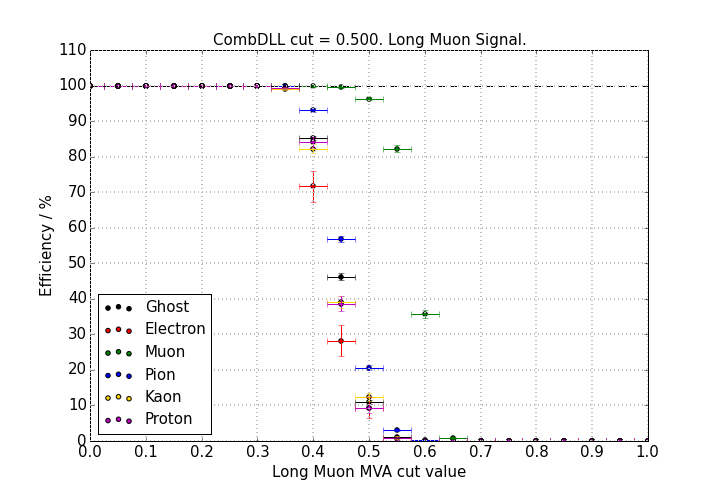 CombDLL cut = 0.500. Long Muon Signal.
110
100
90
80
70
60
50
40
30
20
10
0
Efficiency / %
Ghost
Electron
Muon
Pion
Kaon
Proton
0.0 0.1 0.2 0.3 0.4 0.5 0.6 0.7 0.8 0.9 1.0
Long Muon MVA cut value